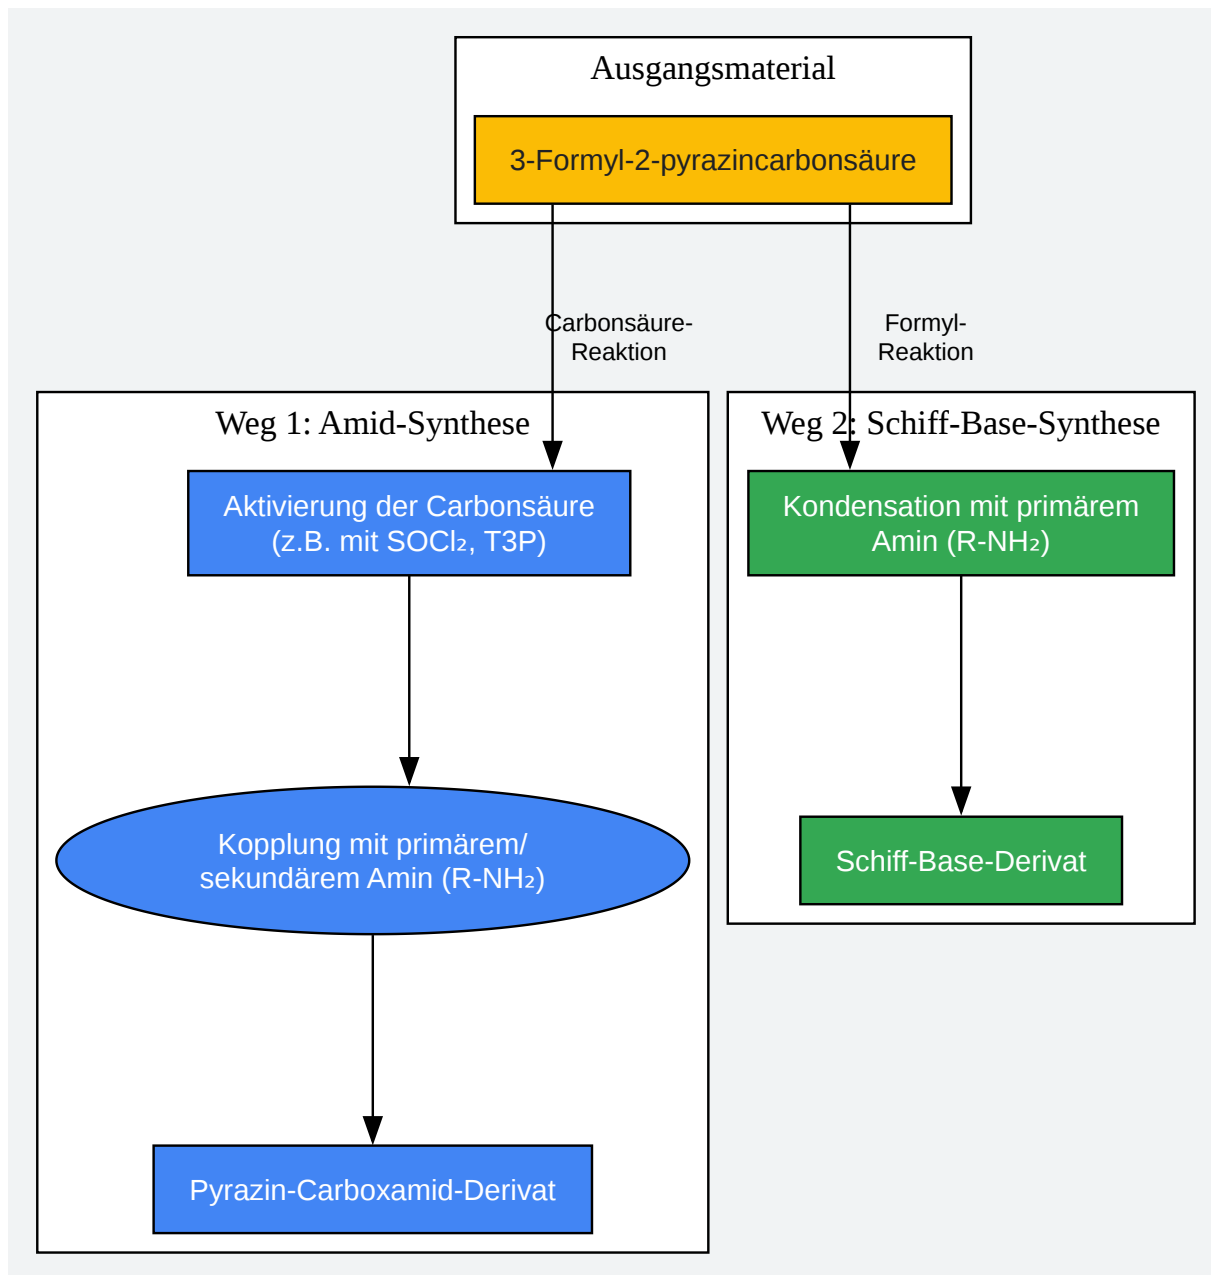 Ausgangsmaterial
3-Formyl-2-pyrazincarbonsäure
Carbonsäure-
Reaktion
Formyl-
Reaktion
Weg 1: Amid-Synthese
Aktivierung der Carbonsäure
(z.B. mit SOCl₂, T3P)
Kopplung mit primärem/
sekundärem Amin (R-NH₂)
Pyrazin-Carboxamid-Derivat
Weg 2: Schiff-Base-Synthese
Kondensation mit primärem
Amin (R-NH₂)
Schiff-Base-Derivat